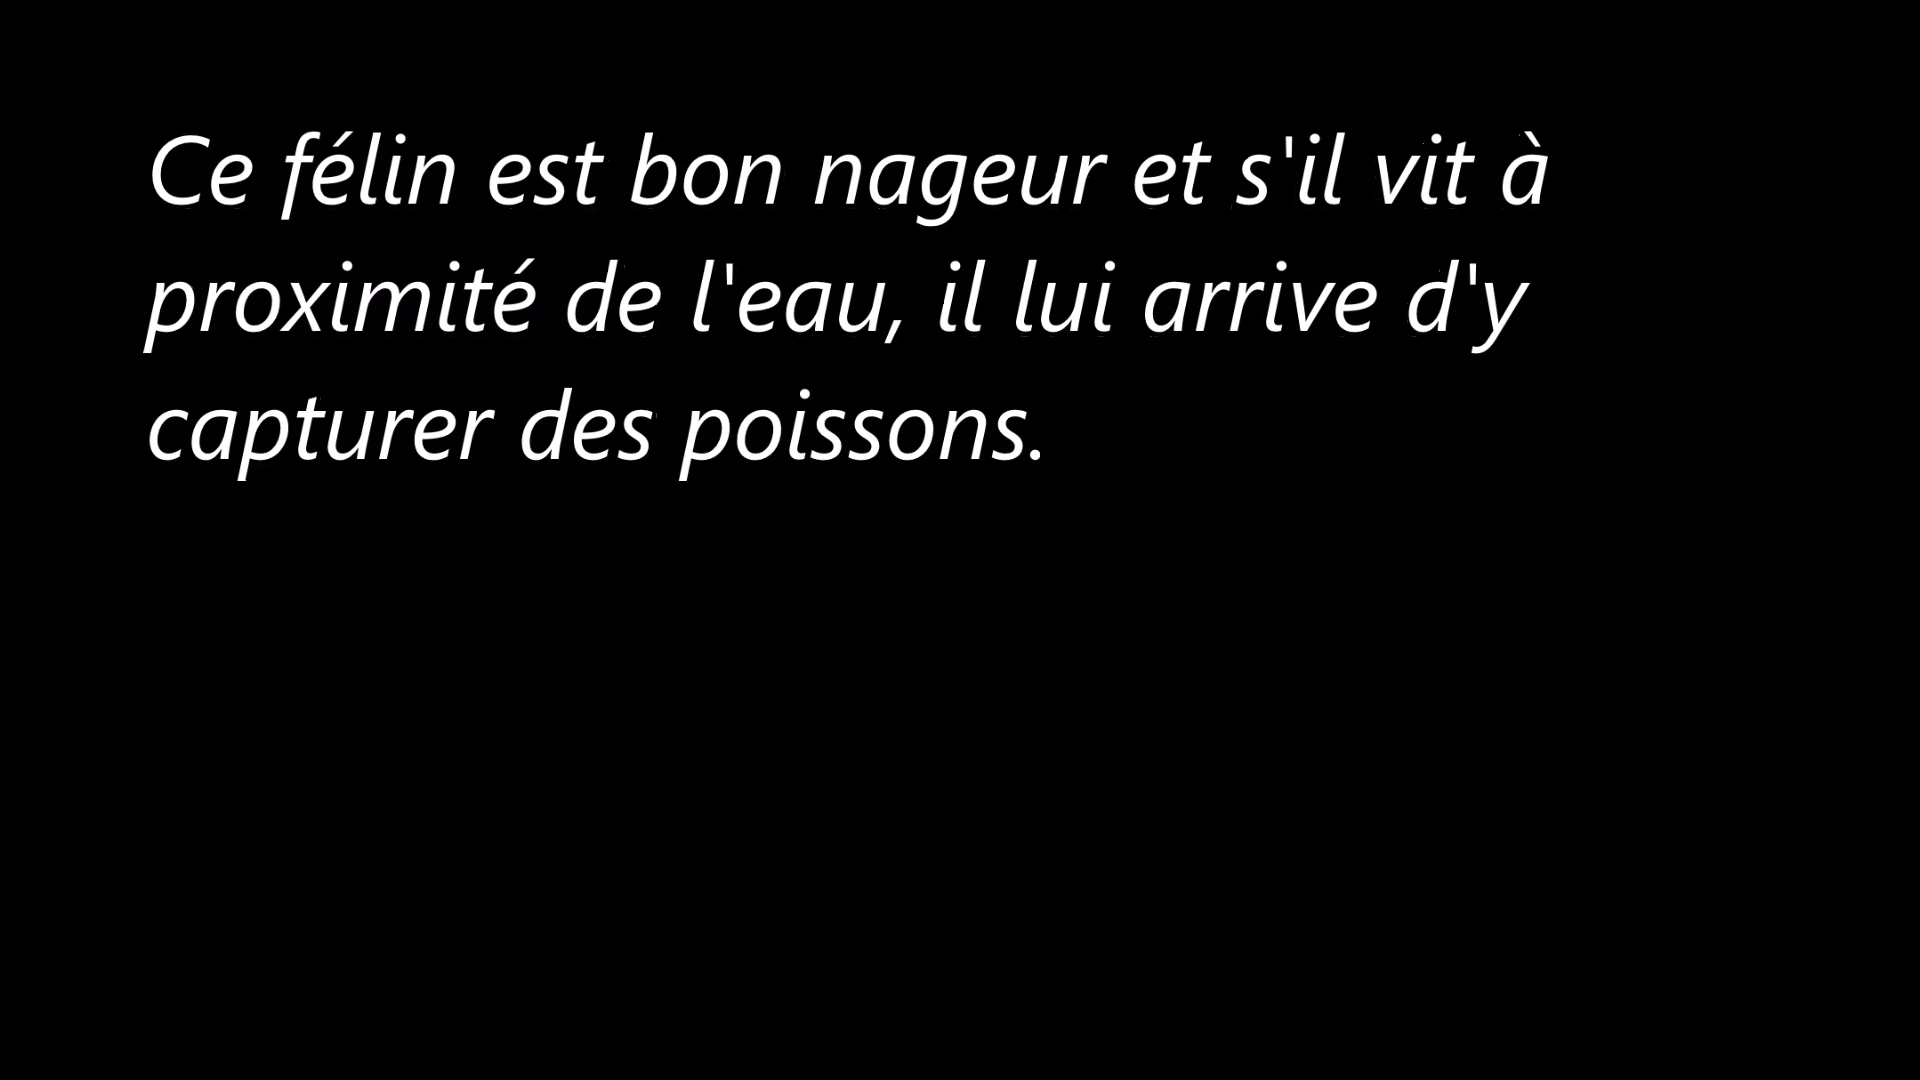 Ce félin est bon nageur et s'il vit à
proximité de l'eau, il lui arrive d'y
capturer des poissons.